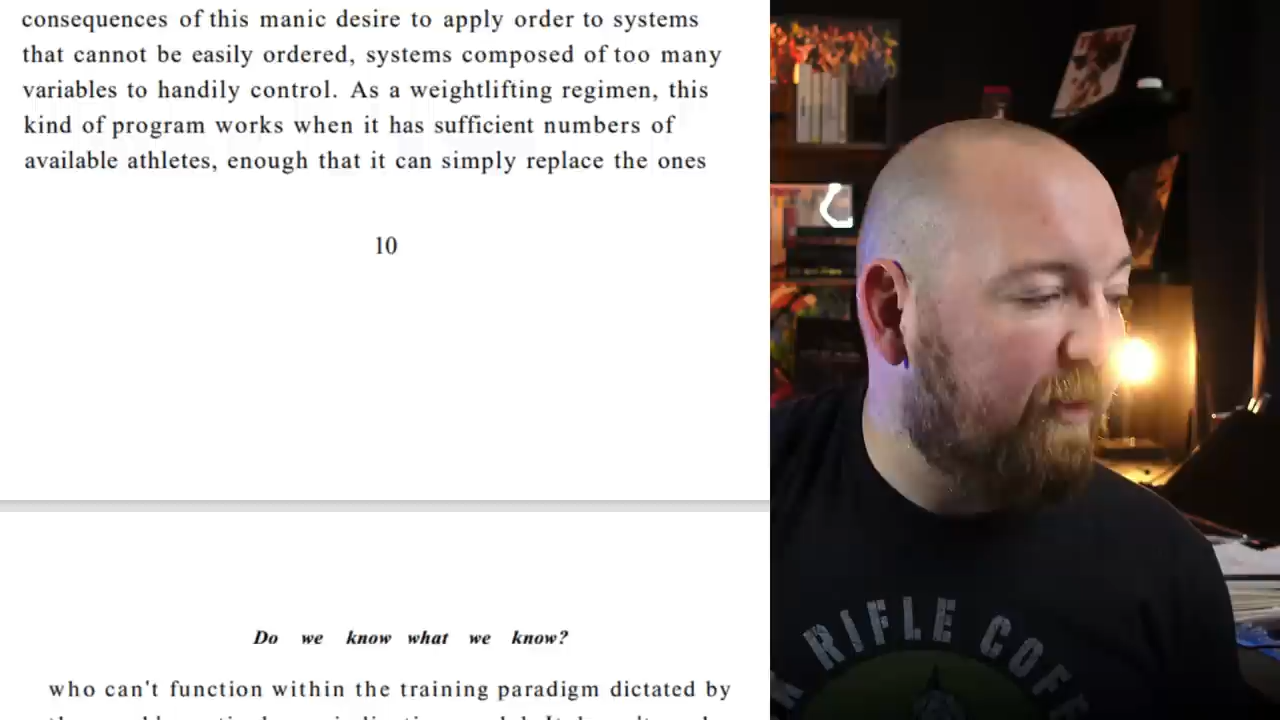 consequences of this manic desire to apply order to systems
that cannot be easily ordered, systems composed of too many
variables to handily control. As a weightlifting regimen, this
kind of program works when it has sufficient numbers of
available athletes, enough that it can simply replace the ones
10
Do we know what we know?
who can't function within the training paradigm dictated by
RIFLE COFF